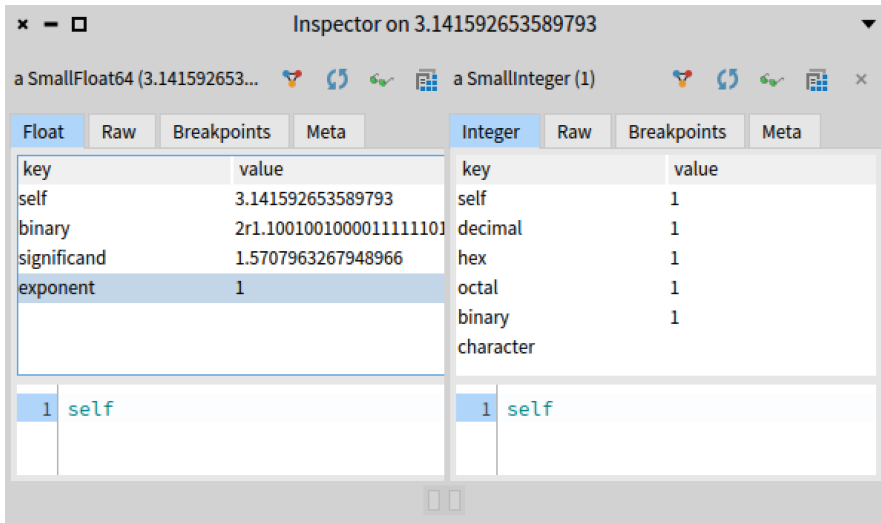 Inspector on 3.141592653589793
a SmallFloat64 (3.141592653...
Float Raw Breakpoints Meta
key value
self 3.141592653589793
binary 2r1.1001001000011111101
significand 1.5707963267948966
exponent 1
1 self
a SmallInteger (1)
Integer Raw Breakpoints Meta
key value
self 1
decimal 1
hex 1
octal 1
binary 1
character
1 self